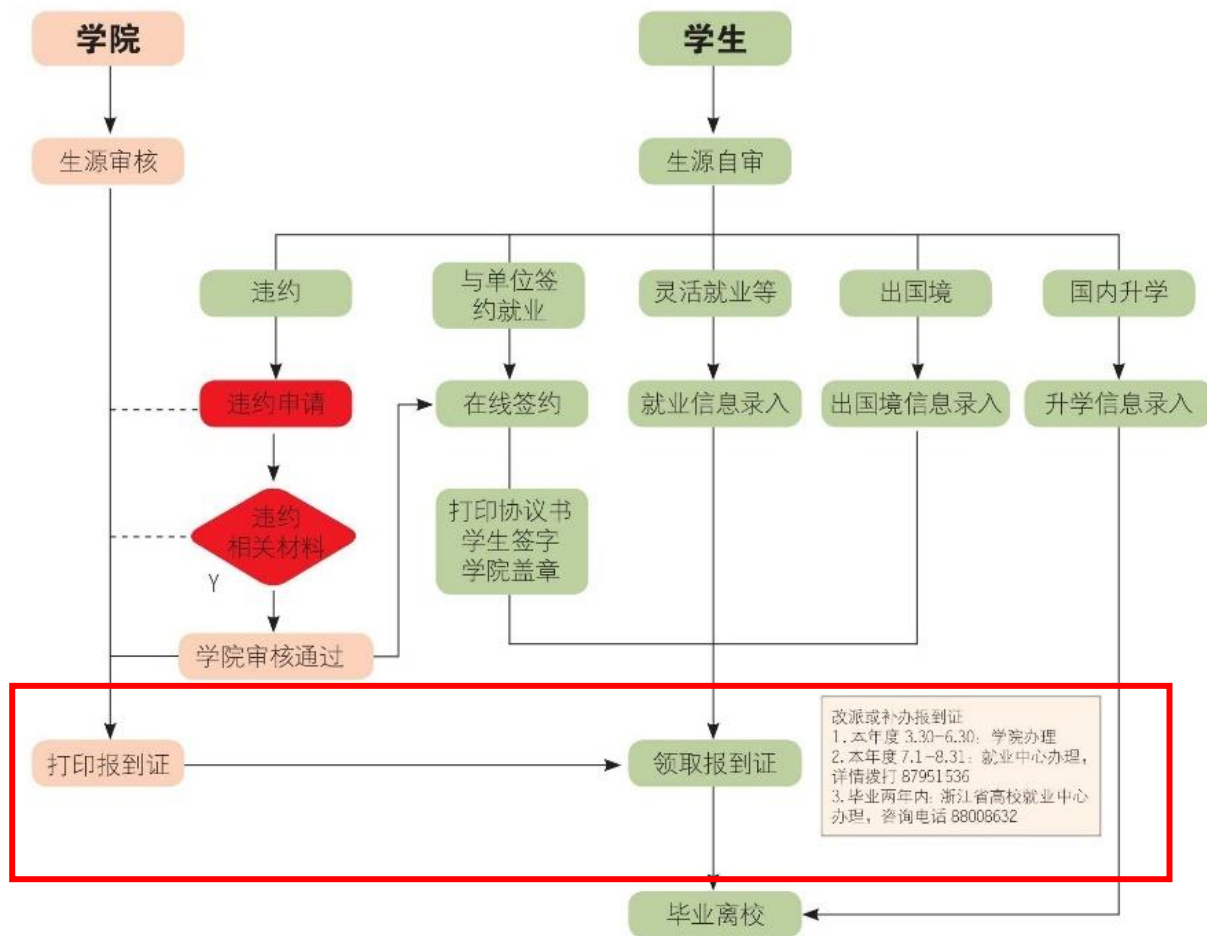 学院
学生
生源审核
生源自审
违约
与单位签
约就业
灵活就业等
出国境
国内升学
违约申请
在线签约
就业信息录入
出国境信息录入
升学信息录入
违约
相关材料
Y
打印协议书
学生签字
学院盖章
学院审核通过
打印报到证
领取报到证
改派或补办报到证
1.本年度 3.30-6.30：学院办理
2.本年度 7.1-8.31：就业中心办理，
详情拨打 87951536
3.毕业两年内：浙江省高校就业中心
办理，咨询电话 88008632
毕业离校